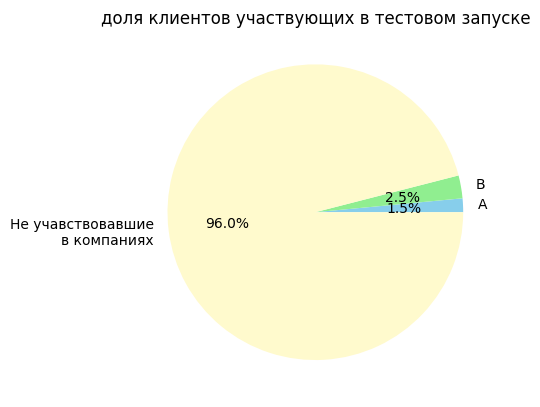 доля клиентов участвующих в тестовом запуске
B
2.5%
A
1.5%
Не учавствовавшие
в компаниях
96.0%